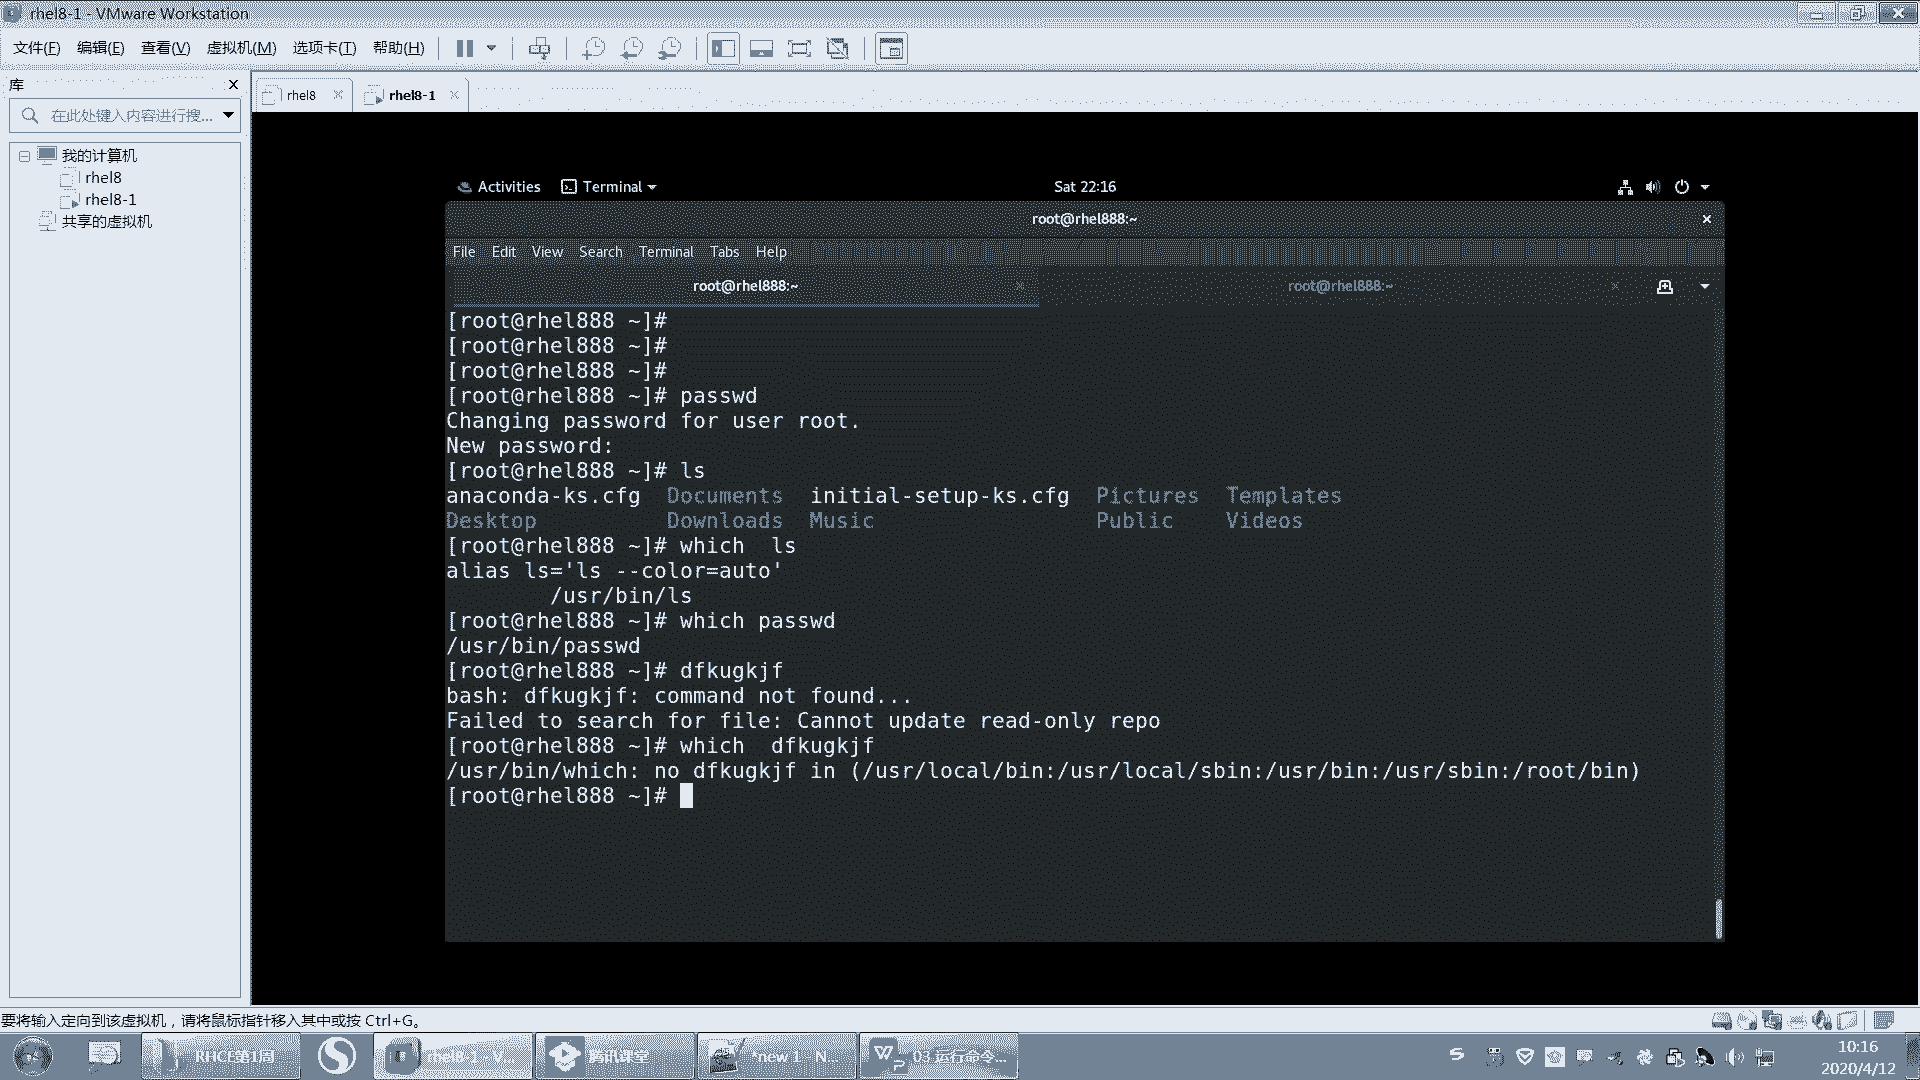 rhel8-1 - VMware Workstation
文件(F) 编辑(E) 查看(V) 虚拟机(M) 选项卡(T) 帮助(H)
库
在此处键入内容进行搜...
我的计算机
rhel8
rhel8-1
共享的虚拟机
rhel8
rhel8-1
Activities Terminal Sat 22:16
root@rhel888:~
File Edit View Search Terminal Tabs Help
root@rhel888:~ root@rhel888:~
[root@rhel888 ~]#
[root@rhel888 ~]#
[root@rhel888 ~]#
[root@rhel888 ~]# passwd
Changing password for user root.
New password:
[root@rhel888 ~]# ls
anaconda-ks.cfg Documents initial-setup-ks.cfg Pictures Templates
Desktop Downloads Music Public Videos
[root@rhel888 ~]# which  ls
alias ls='ls --color=auto'
/usr/bin/ls
[root@rhel888 ~]# which passwd
/usr/bin/passwd
[root@rhel888 ~]# dfkugkjf
bash: dfkugkjf: command not found...
Failed to search for file: Cannot update read-only repo
[root@rhel888 ~]# which  dfkugkjf
/usr/bin/which: no dfkugkjf in (/usr/local/bin:/usr/local/sbin:/usr/bin:/usr/sbin:/root/bin)
[root@rhel888 ~]#
要将输入定向到该虚拟机，请将鼠标指针移入其中或按 Ctrl+G。
RHCE第1周 rhel8-1 - V... 腾讯课堂 *new 1 - N... 03.运行命令...
10:16
2020/4/12